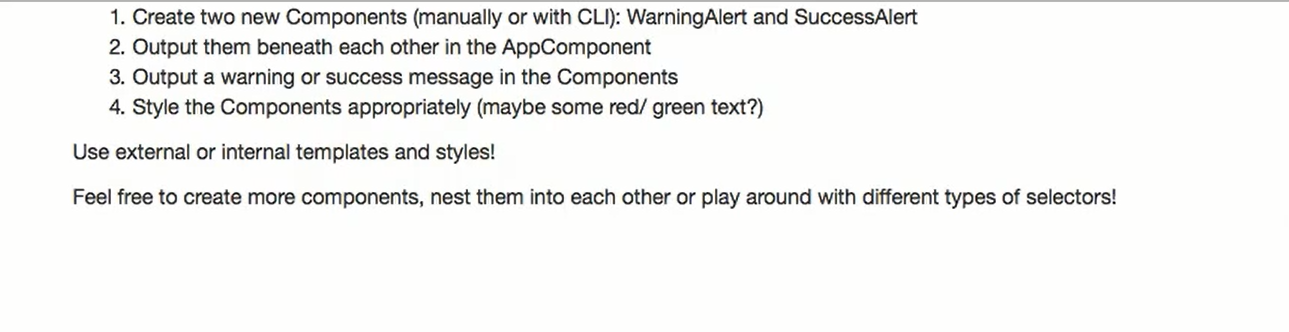 1. Create two new Components (manually or with CLI): WarningAlert and SuccessAlert
2. Output them beneath each other in the AppComponent
3. Output a warning or success message in the Components
4. Style the Components appropriately (maybe some red/ green text?)
Use external or internal templates and styles!
Feel free to create more components, nest them into each other or play around with different types of selectors!